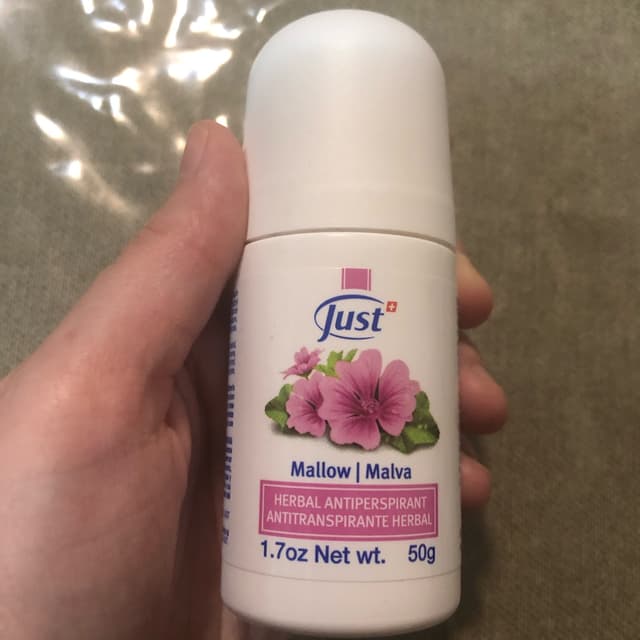 Just
Mallow | Malva
HERBAL ANTIPERSPIRANT
ANTITRANSPIRANTE HERBAL
1.7oz Net wt. 50g